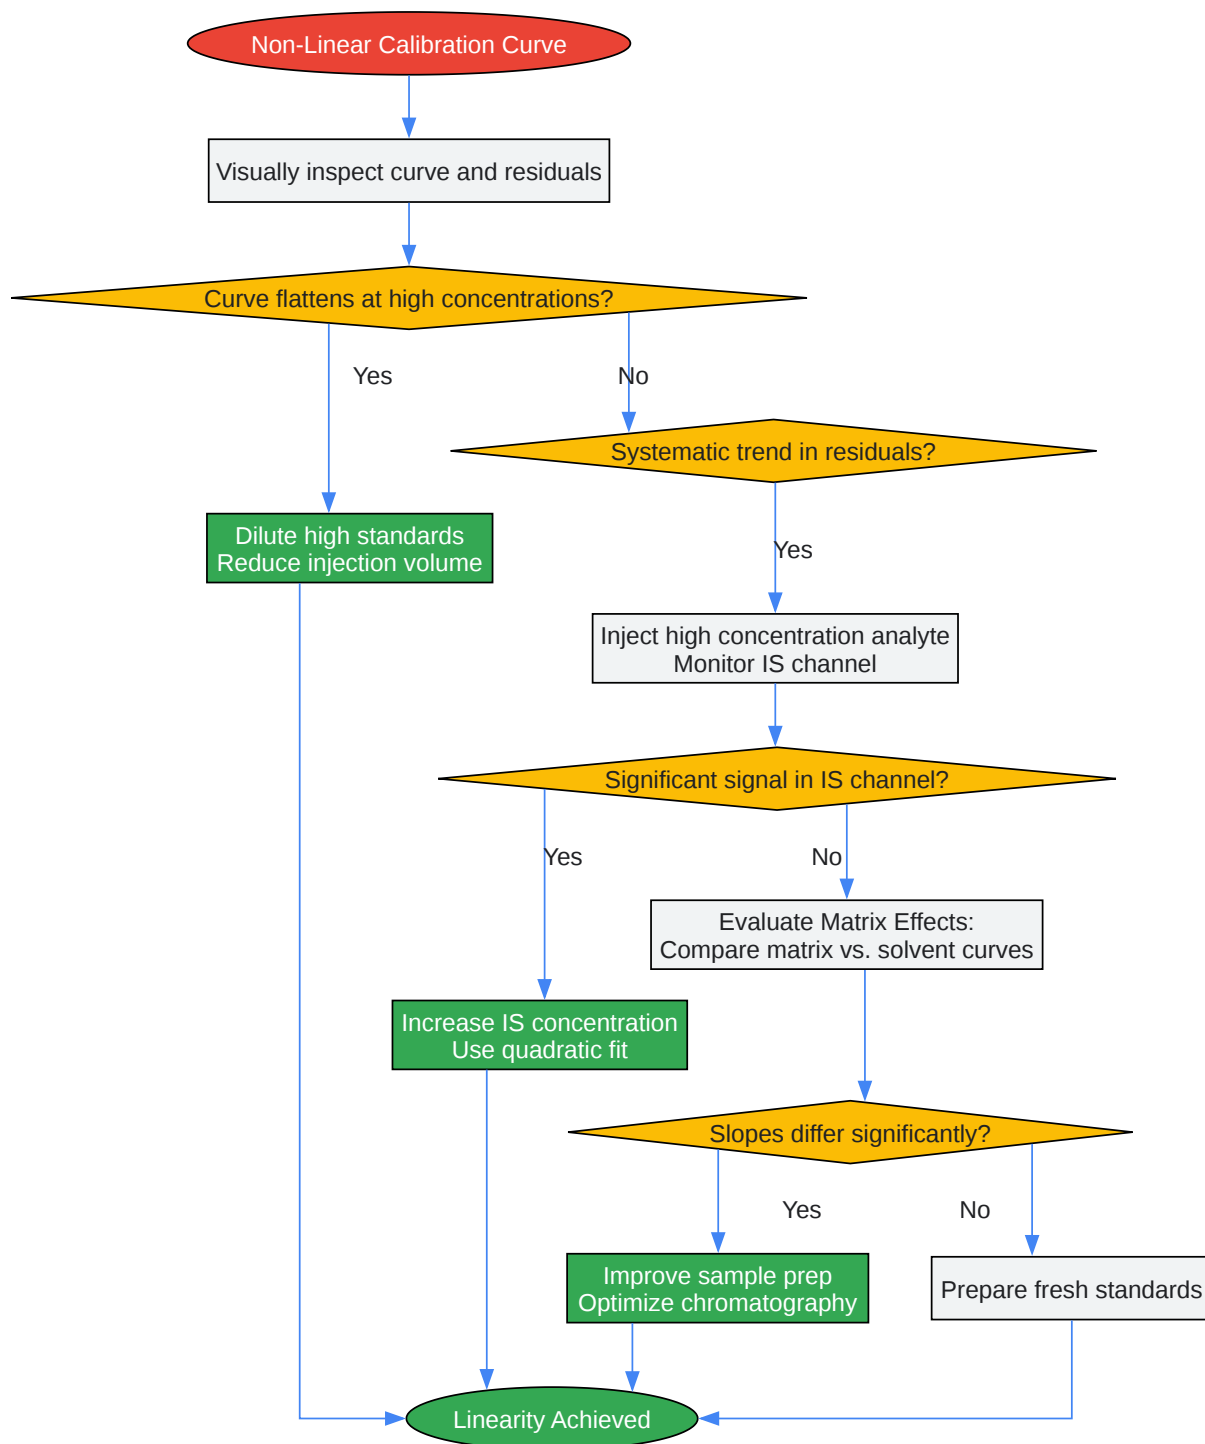 Non-Linear Calibration Curve
Visually inspect curve and residuals
Curve flattens at high concentrations?
Yes
No
Systematic trend in residuals?
Dilute high standards
Reduce injection volume
Yes
Inject high concentration analyte
Monitor IS channel
Significant signal in IS channel?
Yes
No
Evaluate Matrix Effects:
Compare matrix vs. solvent curves
Increase IS concentration
Use quadratic fit
Slopes differ significantly?
Yes
No
Improve sample prep
Optimize chromatography
Prepare fresh standards
Linearity Achieved